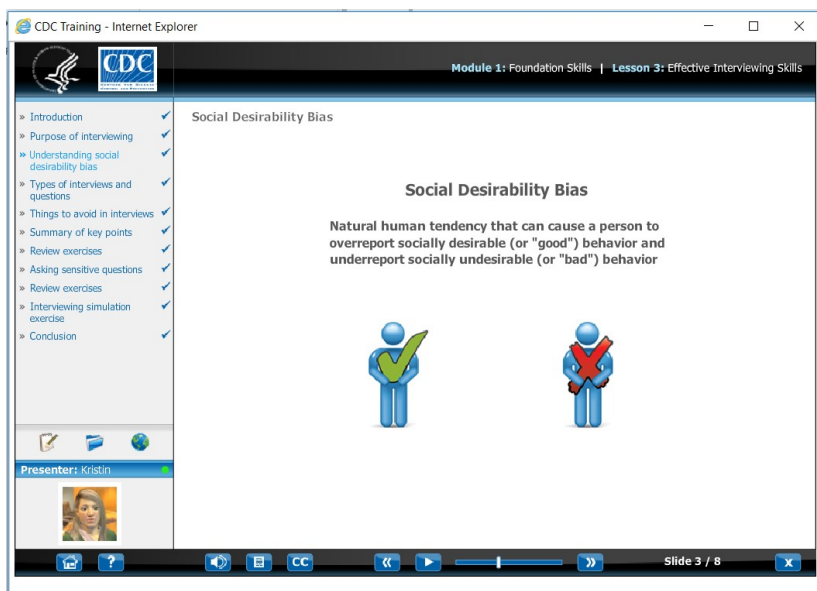 CDC Training - Internet Explorer
CDC
Module 1: Foundation Skills | Lesson 3: Effective Interviewing Skills
» Introduction
» Purpose of interviewing
» Understanding social
desirability bias
» Types of interviews and
questions
» Things to avoid in interviews
» Summary of key points
» Review exercises
» Asking sensitive questions
» Review exercises
» Interviewing simulation
exercise
» Conclusion
Presenter: Kristin
Social Desirability Bias
Social Desirability Bias
Natural human tendency that can cause a person to
overreport socially desirable (or "good") behavior and
underreport socially undesirable (or "bad") behavior
?
CC
Slide 3 / 8
X